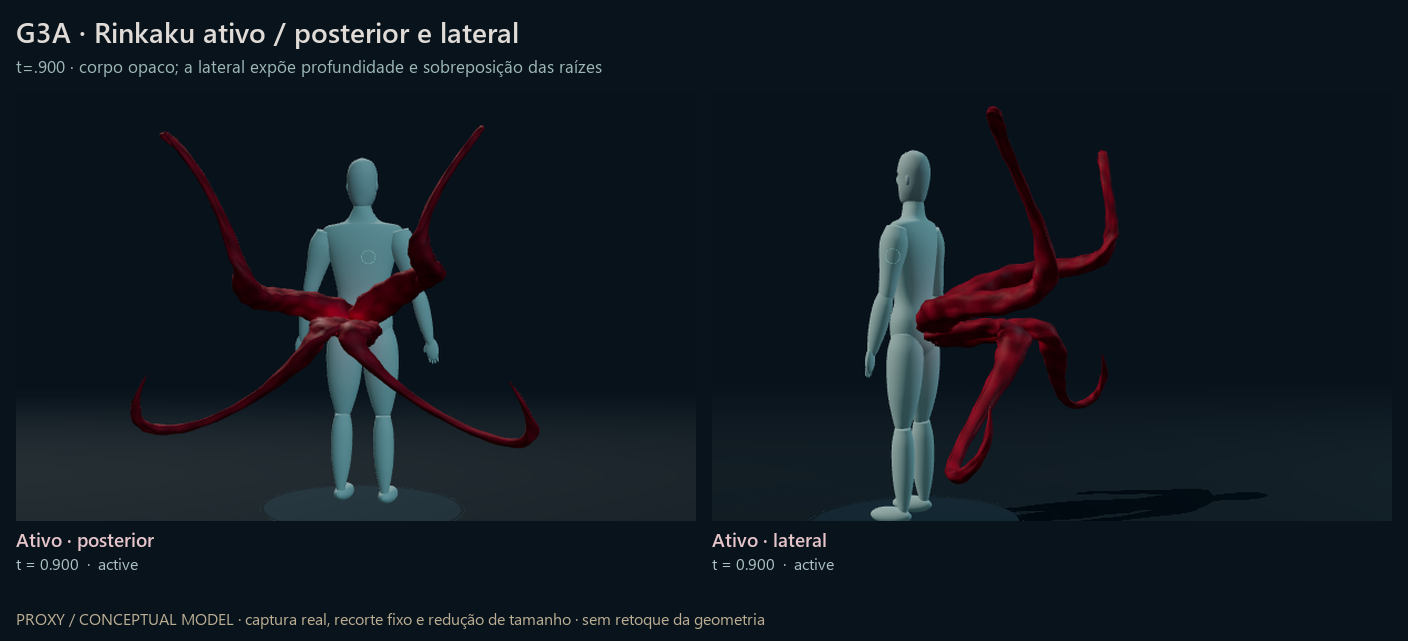 G3A · Rinkaku ativo / posterior e lateral
t=.900 · corpo opaco; a lateral expõe profundidade e sobreposição das raízes
Ativo · posterior
t = 0.900 · active
Ativo · lateral
t = 0.900 · active
PROXY / CONCEPTUAL MODEL · captura real, recorte fixo e redução de tamanho · sem retoque da geometria